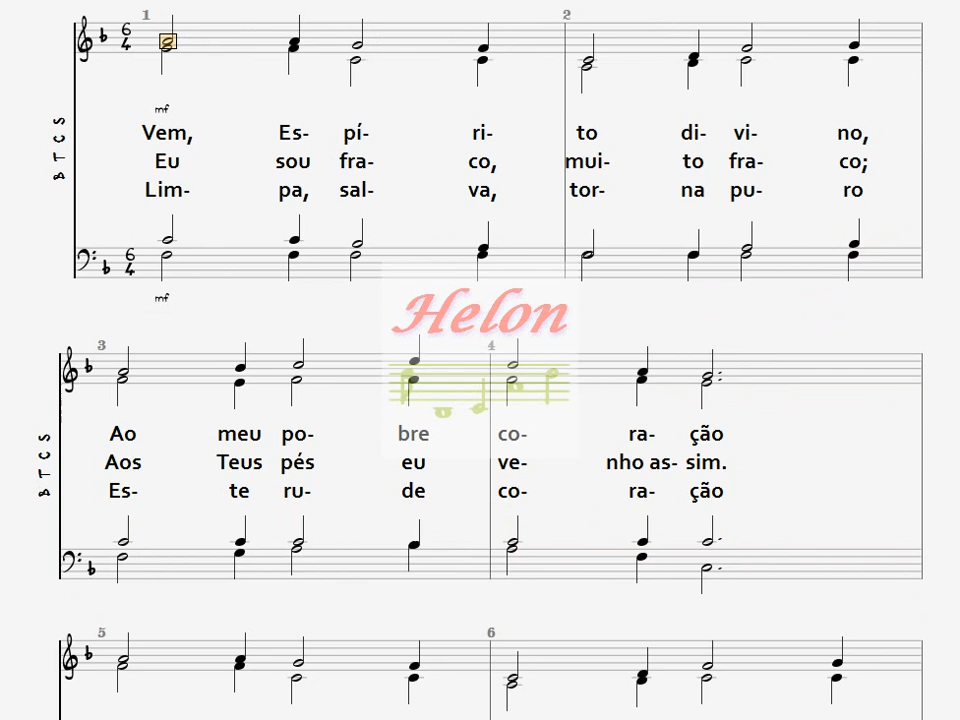 1 2
6
4
mf
B T C S
Vem, Es- pí- ri- to di- vi- no,
Eu sou fra- co, mui- to fra- co;
Lim- pa, sal- va, tor- na pu- ro
6
4
mf
Helon
3 4
B T C S
Ao meu po- bre co- ra- ção
Aos Teus pés eu ve- nho as- sim.
Es- te ru- de co- ra- ção
5 6